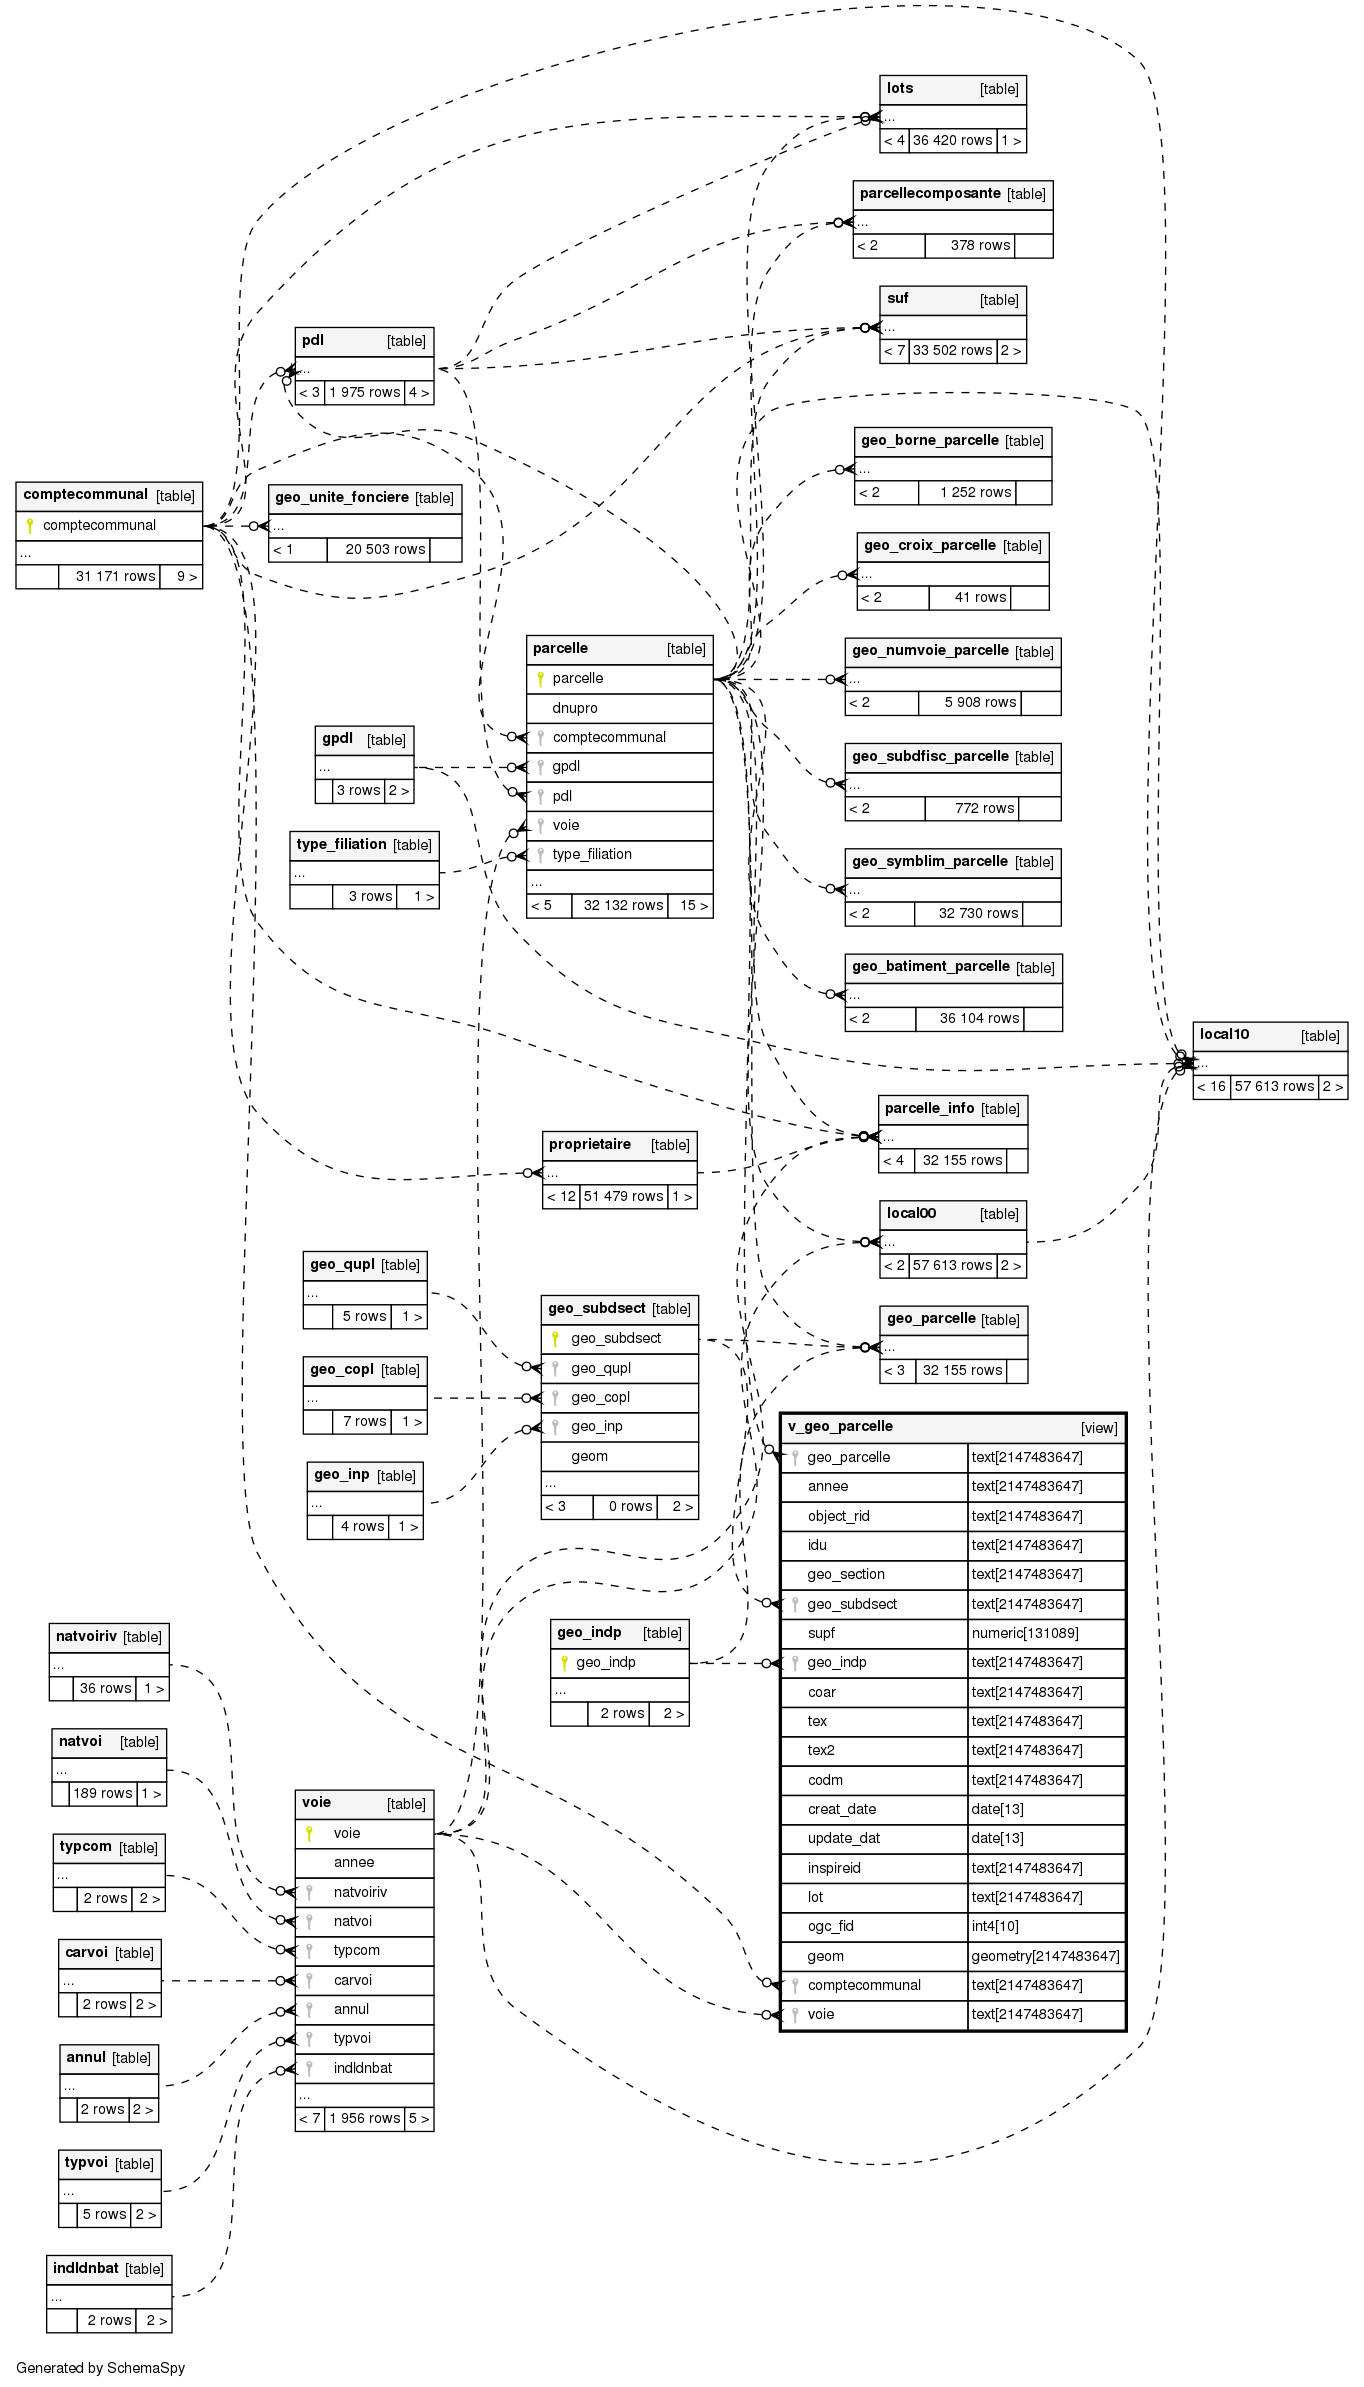 lots [table]
...
< 4 36 420 rows 1 >
parcellecomposante [table]
...
< 2 378 rows
suf [table]
...
< 7 33 502 rows 2 >
pdl [table]
...
< 3 1 975 rows 4 >
geo_borne_parcelle [table]
...
< 2 1 252 rows
comptecommunal [table]
comptecommunal
...
31 171 rows 9 >
geo_unite_fonciere [table]
...
< 1 20 503 rows
geo_croix_parcelle [table]
...
< 2 41 rows
parcelle [table]
parcelle
dnupro
comptecommunal
gpdl
pdl
voie
type_filiation
...
< 5 32 132 rows 15 >
geo_numvoie_parcelle [table]
...
< 2 5 908 rows
gpdl [table]
...
3 rows 2 >
geo_subdfisc_parcelle [table]
...
< 2 772 rows
type_filiation [table]
...
3 rows 1 >
geo_symblim_parcelle [table]
...
< 2 32 730 rows
geo_batiment_parcelle [table]
...
< 2 36 104 rows
local10 [table]
...
< 16 57 613 rows 2 >
parcelle_info [table]
...
< 4 32 155 rows
proprietaire [table]
...
< 12 51 479 rows 1 >
local00 [table]
...
< 2 57 613 rows 2 >
geo_qupl [table]
...
5 rows 1 >
geo_subdsect [table]
geo_subdsect
geo_qupl
geo_copl
geo_inp
geom
...
< 3 0 rows 2 >
geo_parcelle [table]
...
< 3 32 155 rows
geo_copl [table]
...
7 rows 1 >
geo_inp [table]
...
4 rows 1 >
v_geo_parcelle [view]
geo_parcelle text[2147483647]
annee text[2147483647]
object_rid text[2147483647]
idu text[2147483647]
geo_section text[2147483647]
geo_subdsect text[2147483647]
supf numeric[131089]
geo_indp text[2147483647]
coar text[2147483647]
tex text[2147483647]
tex2 text[2147483647]
codm text[2147483647]
creat_date date[13]
update_dat date[13]
inspireid text[2147483647]
lot text[2147483647]
ogc_fid int4[10]
geom geometry[2147483647]
comptecommunal text[2147483647]
voie text[2147483647]
geo_indp [table]
geo_indp
...
2 rows 2 >
natvoiriv [table]
...
36 rows 1 >
natvoi [table]
...
189 rows 1 >
typcom [table]
...
2 rows 2 >
carvoi [table]
...
2 rows 2 >
annul [table]
...
2 rows 2 >
typvoi [table]
...
5 rows 2 >
indldnbat [table]
...
2 rows 2 >
voie [table]
voie
annee
natvoiriv
natvoi
typcom
carvoi
annul
typvoi
indldnbat
...
< 7 1 956 rows 5 >
Generated by SchemaSpy